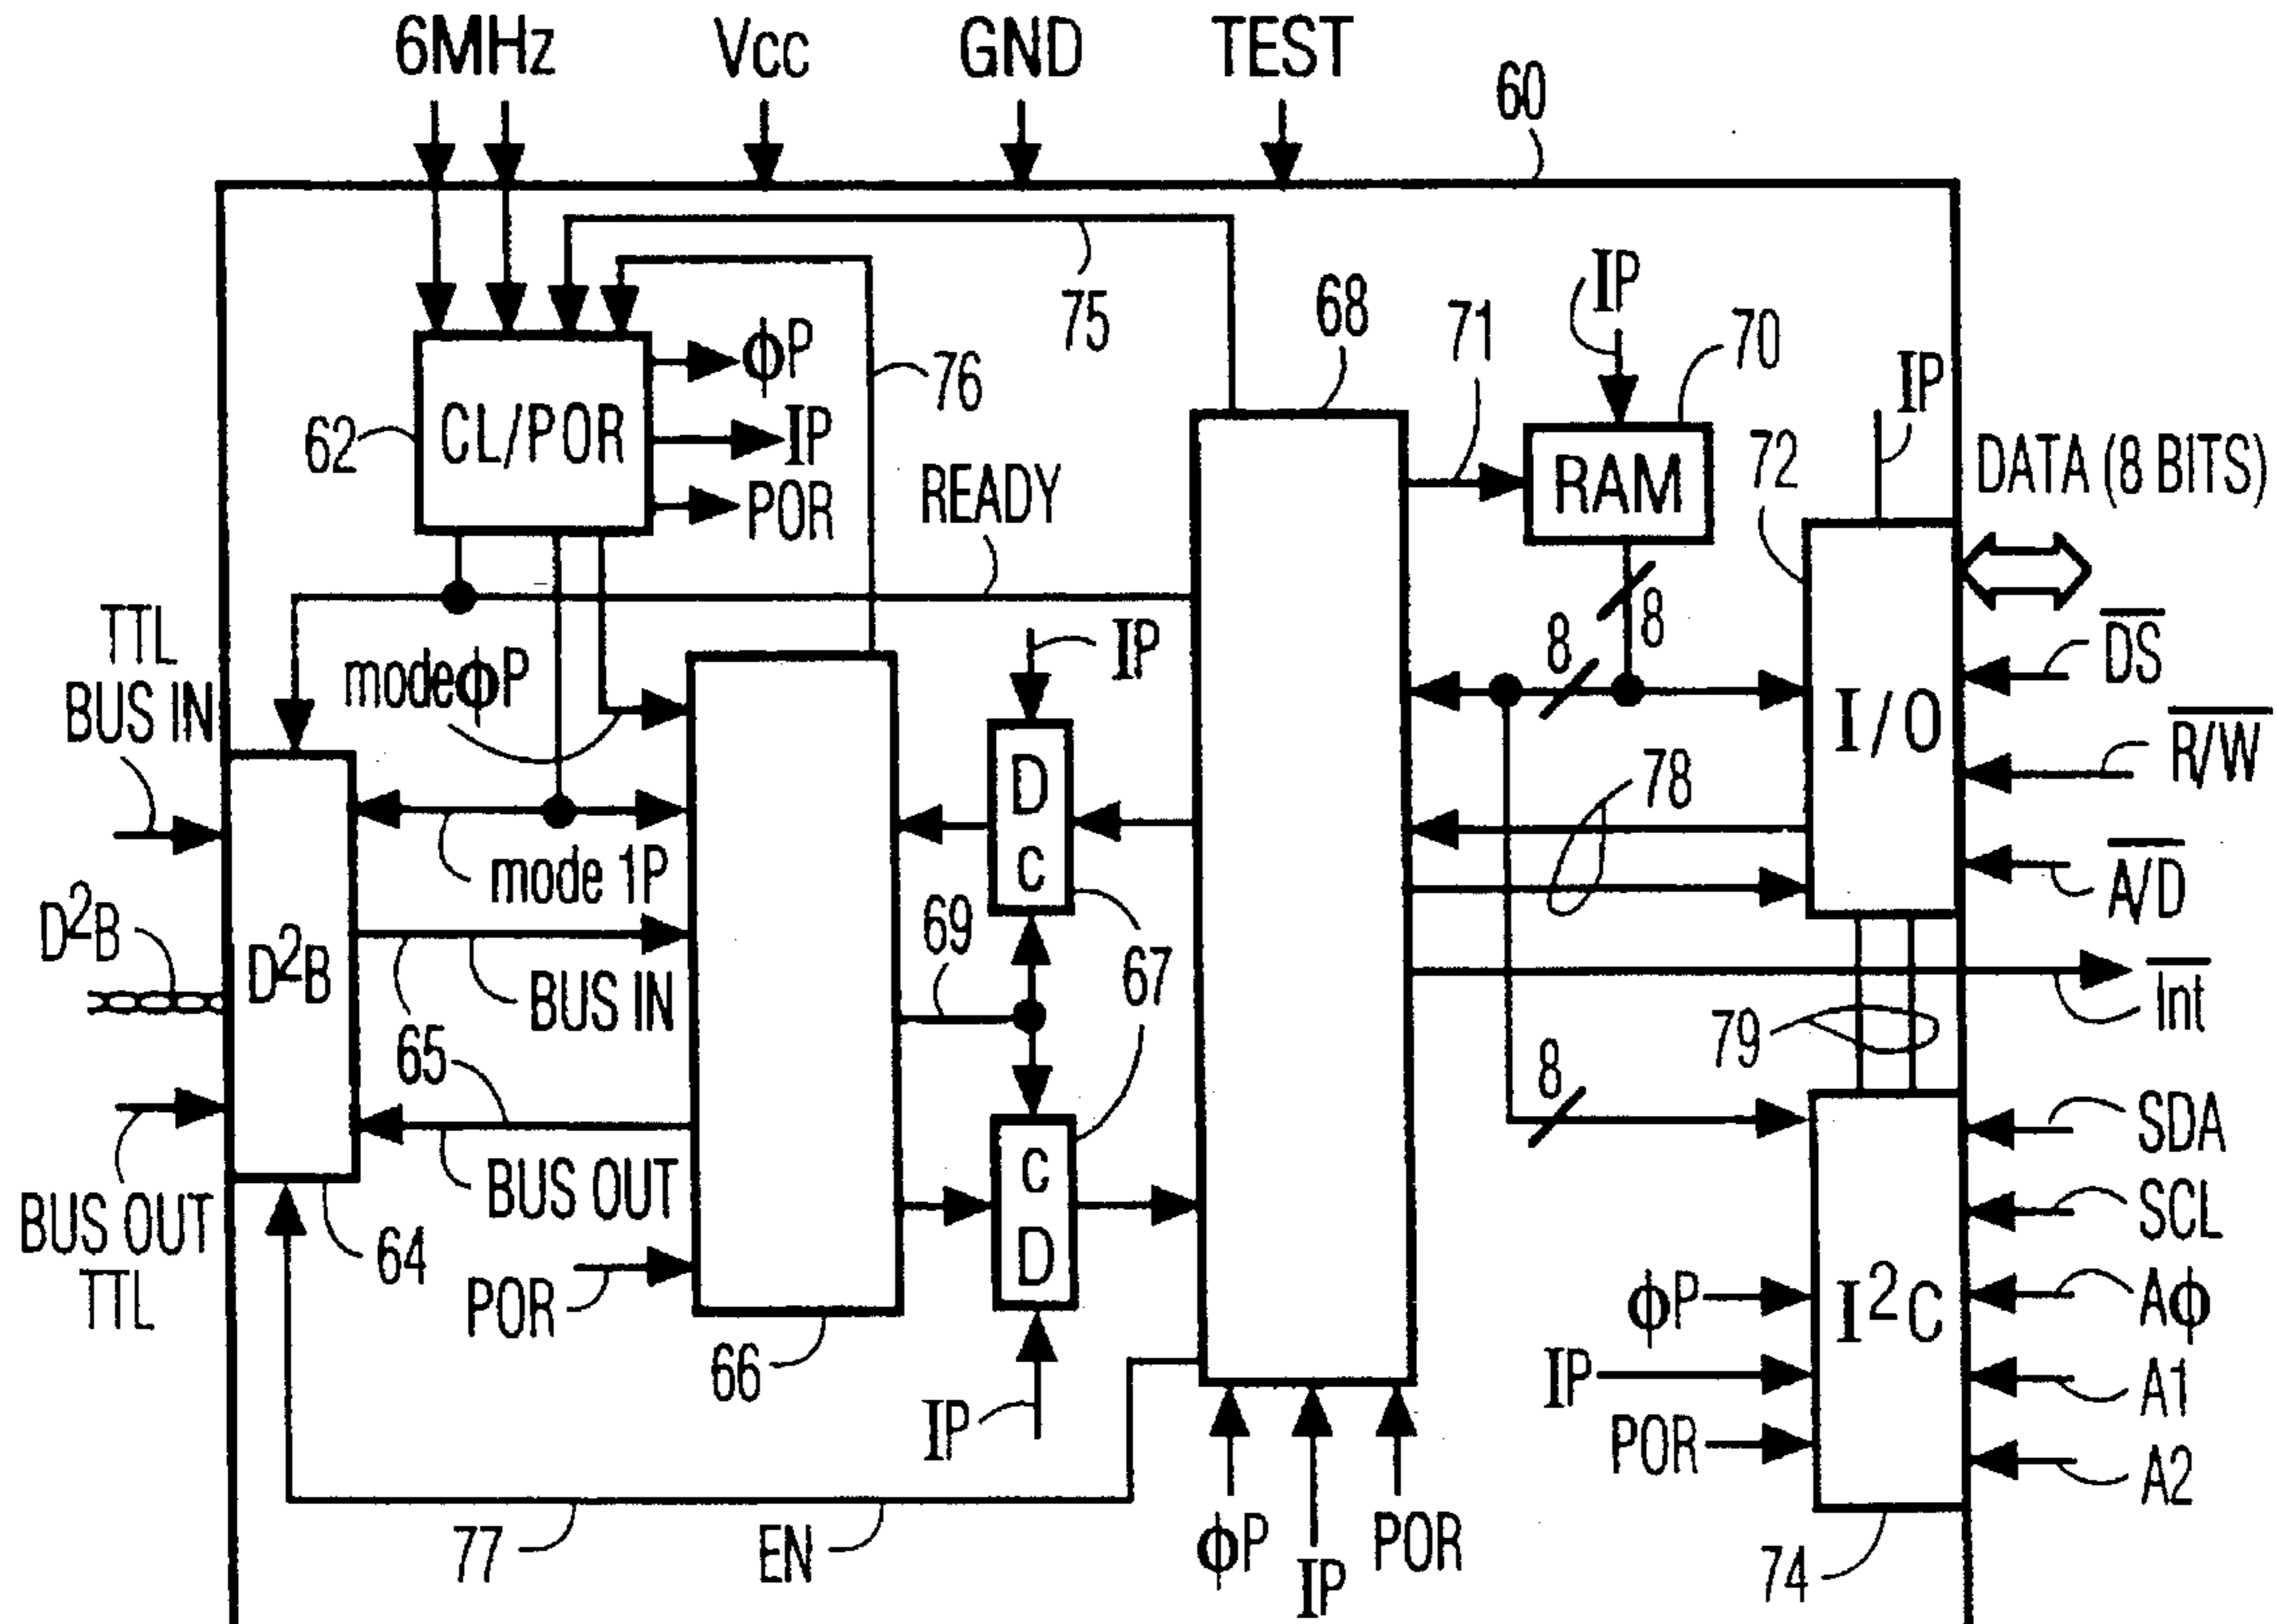 6MHz
Vcc
GND
TEST
60
75
IP
68
71
70
IP
ϕP
62
CL/POR
IP
POR
76
READY
RAM
72
DATA (8 BITS)
8
8
TTL
BUS IN
modeϕP
IP
DS
I/O
R/W
D
C
78
mode 1P
A/D
D²B
D²B
69
67
BUS IN
Int
65
79
8
SDA
BUS OUT
C
D
SCL
BUS OUT
TTL
64
POR
ϕP
I²C
Aϕ
66
IP
IP
A1
POR
A2
77
EN
ϕP
IP
POR
74